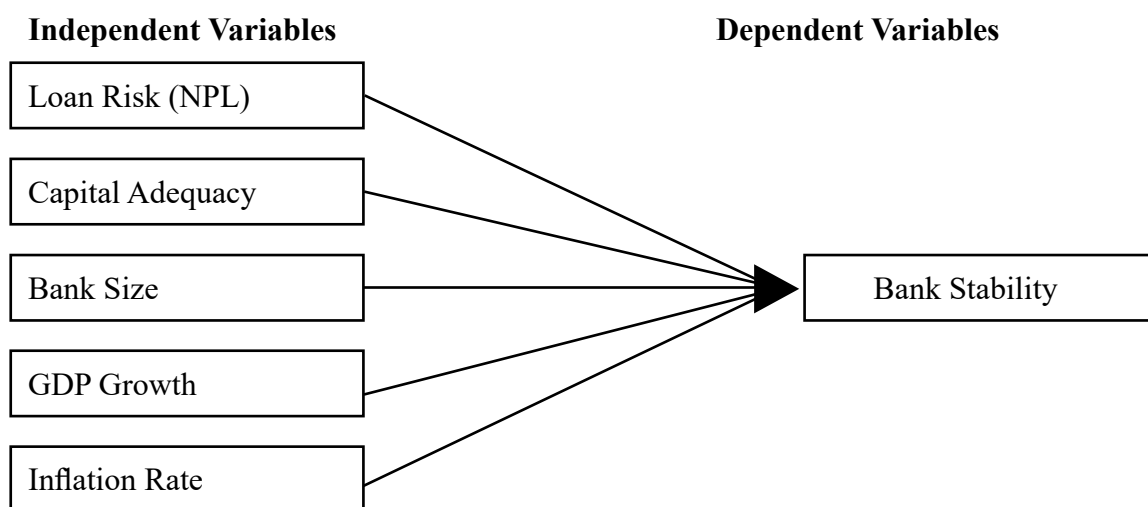 Independent Variables
Dependent Variables
Loan Risk (NPL)
Capital Adequacy
Bank Size
Bank Stability
GDP Growth
Inflation Rate